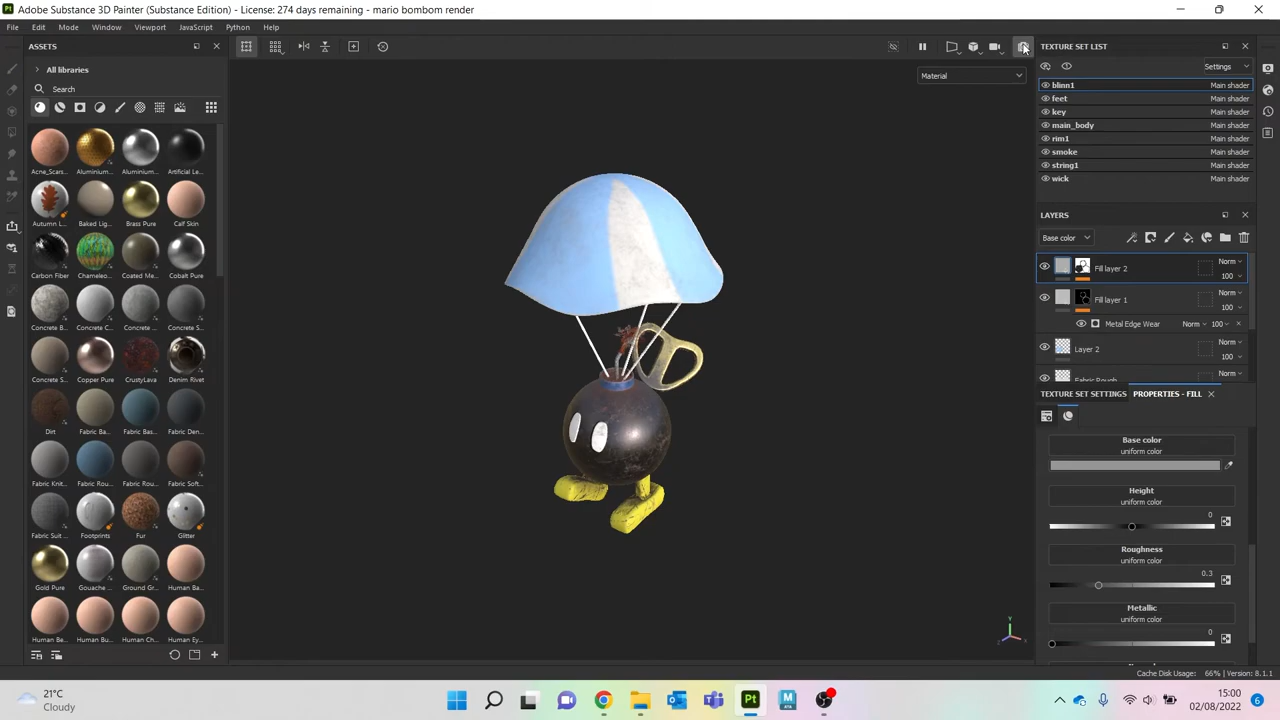 Adobe Substance 3D Painter (Substance Edition) - License: 274 days remaining - mario bombom render
File Edit Mode Window Viewport JavaScript Python Help
ASSETS
All libraries
Search
Acne_Scars... Aluminium... Aluminium... Artificial Le...
Autumn L... Baked Lig... Brass Pure Calf Skin
Carbon Fiber Chameleo... Coated Me... Cobalt Pure
Concrete B... Concrete C... Concrete ... Concrete S...
Concrete S... Copper Pure CrustyLava Denim Rivet
Dirt Fabric Ba... Fabric Bas... Fabric Den...
Fabric Knit... Fabric Rou... Fabric Rou... Fabric Soft...
Fabric Suit ... Footprints Fur Glitter
Gold Pure Gouache ... Ground Gr... Human Ba...
Human Be... Human Bu... Human Ch... Human Ey...
Material
Y
TEXTURE SET LIST
Settings
blinn1 Main shader
feet Main shader
key Main shader
main_body Main shader
rim1 Main shader
smoke Main shader
string1 Main shader
wick Main shader
LAYERS
Base color
Fill layer 2 Norm 100
Fill layer 1 Norm 100
Metal Edge Wear Norm 100
Layer 2 Norm 100
Fabric Rough Norm
TEXTURE SET SETTINGS PROPERTIES - FILL
Base color
uniform color
Height
uniform color
0
Roughness
uniform color
0.3
Metallic
uniform color
0
Cache Disk Usage: 66% | Version: 8.1.1
21°C
Cloudy
Pt
15:00
02/08/2022
6